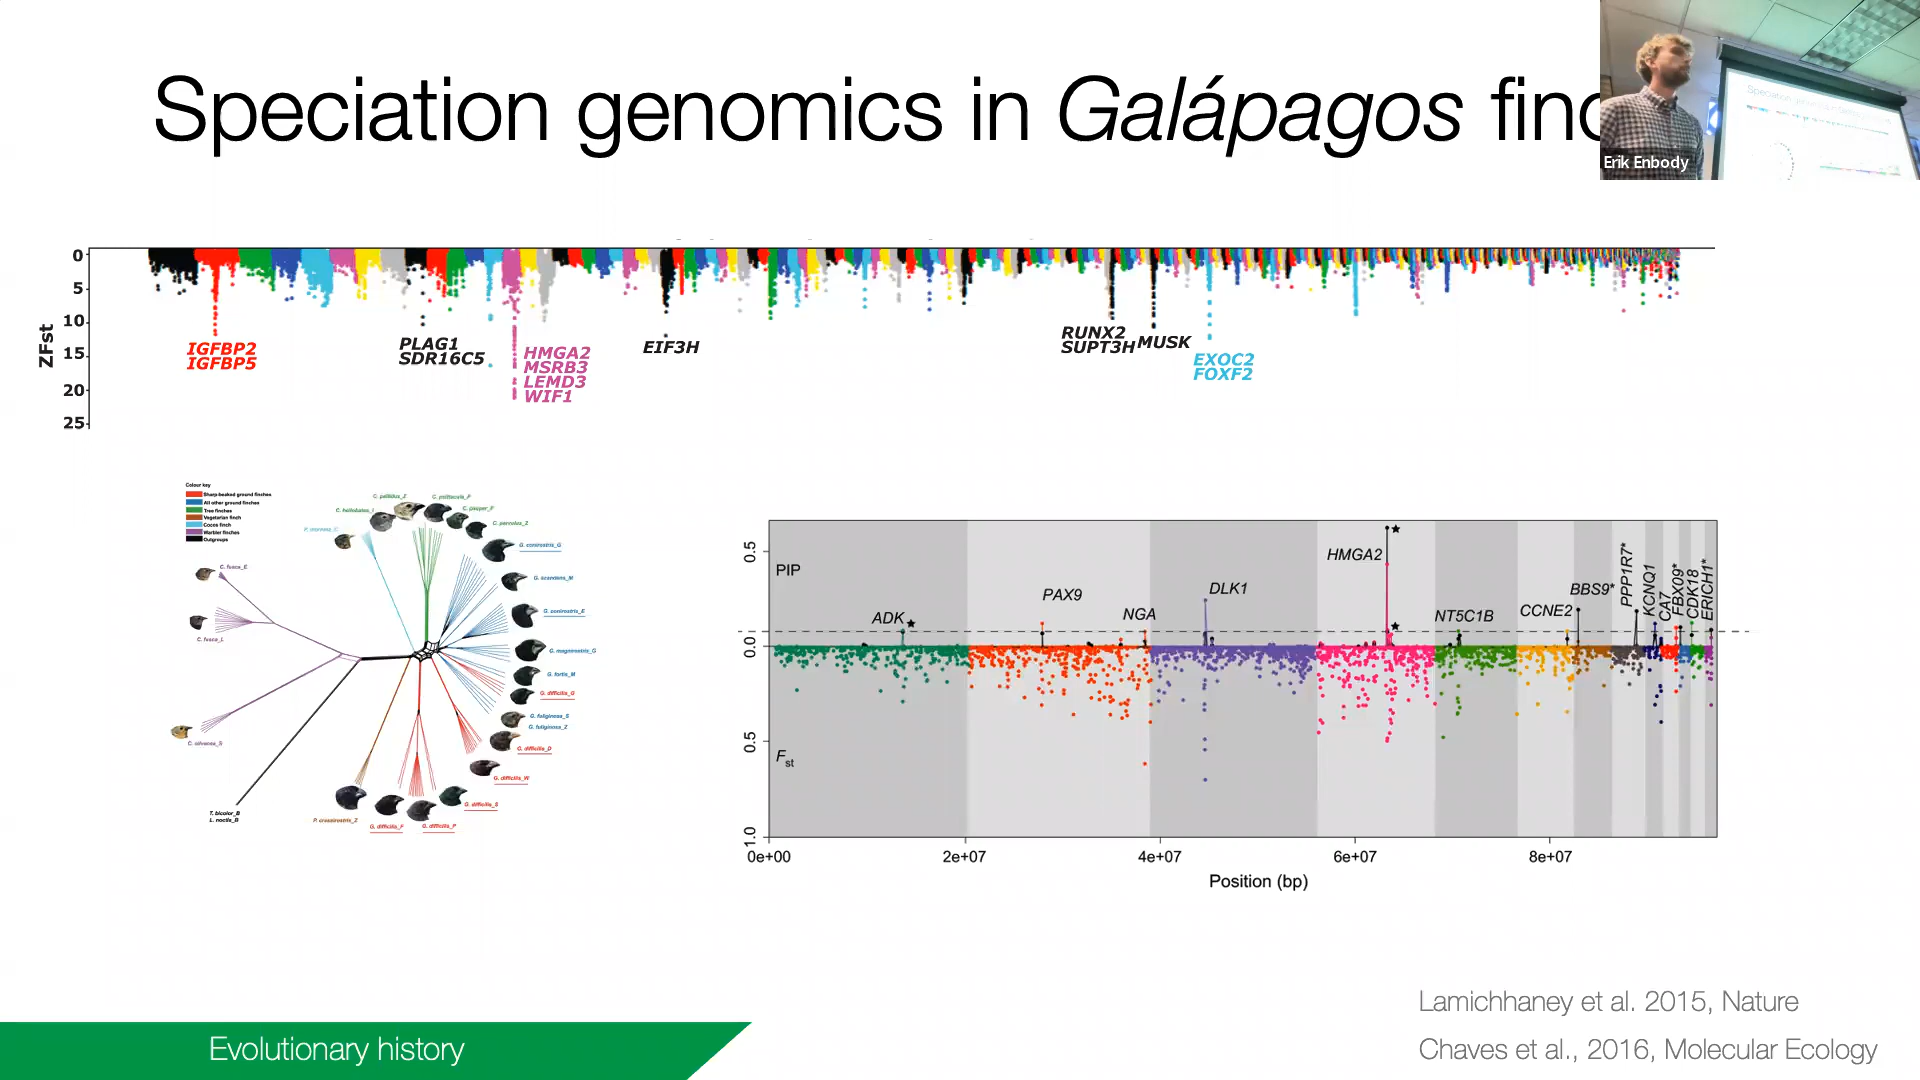 Speciation genomics in Galápagos finc
Erik Enbody
0
5
10
15
20
25
ZFst
IGFBP2
IGFBP5
PLAG1
SDR16C5
HMGA2
MSRB3
LEMD3
WIF1
EIF3H
RUNX2
SUPT3H
MUSK
EXOC2
FOXF2
Colour key
Sharp-beaked ground finches
All other ground finches
Tree finches
Vegetarian finch
Cocos finch
Warbler finches
Outgroups
C. pallidus_Z
C. psittacula_P
C. pauper_F
C. parvulus_Z
G. conirostris_G
G. scandens_M
G. conirostris_E
G. magnirostris_G
G. fortis_M
G. difficilis_G
G. fuliginosa_S
G. fuliginosa_Z
G. difficilis_D
G. difficilis_W
G. difficilis_S
G. difficilis_P
G. difficilis_F
P. crassirostris_Z
T. bicolor_B
L. noctis_B
C. olivacea_S
C. fusca_L
C. fusca_E
0.5
0.0
0.5
1.0
PIP
Fst
ADK
PAX9
NGA
DLK1
HMGA2
NT5C1B
CCNE2
BBS9*
PPP1R7*
KCNQ1
CA7
FBXO9*
CDK18
ERICH1*
0e+00
2e+07
4e+07
6e+07
8e+07
Position (bp)
Lamichhaney et al. 2015, Nature
Chaves et al., 2016, Molecular Ecology
Evolutionary history